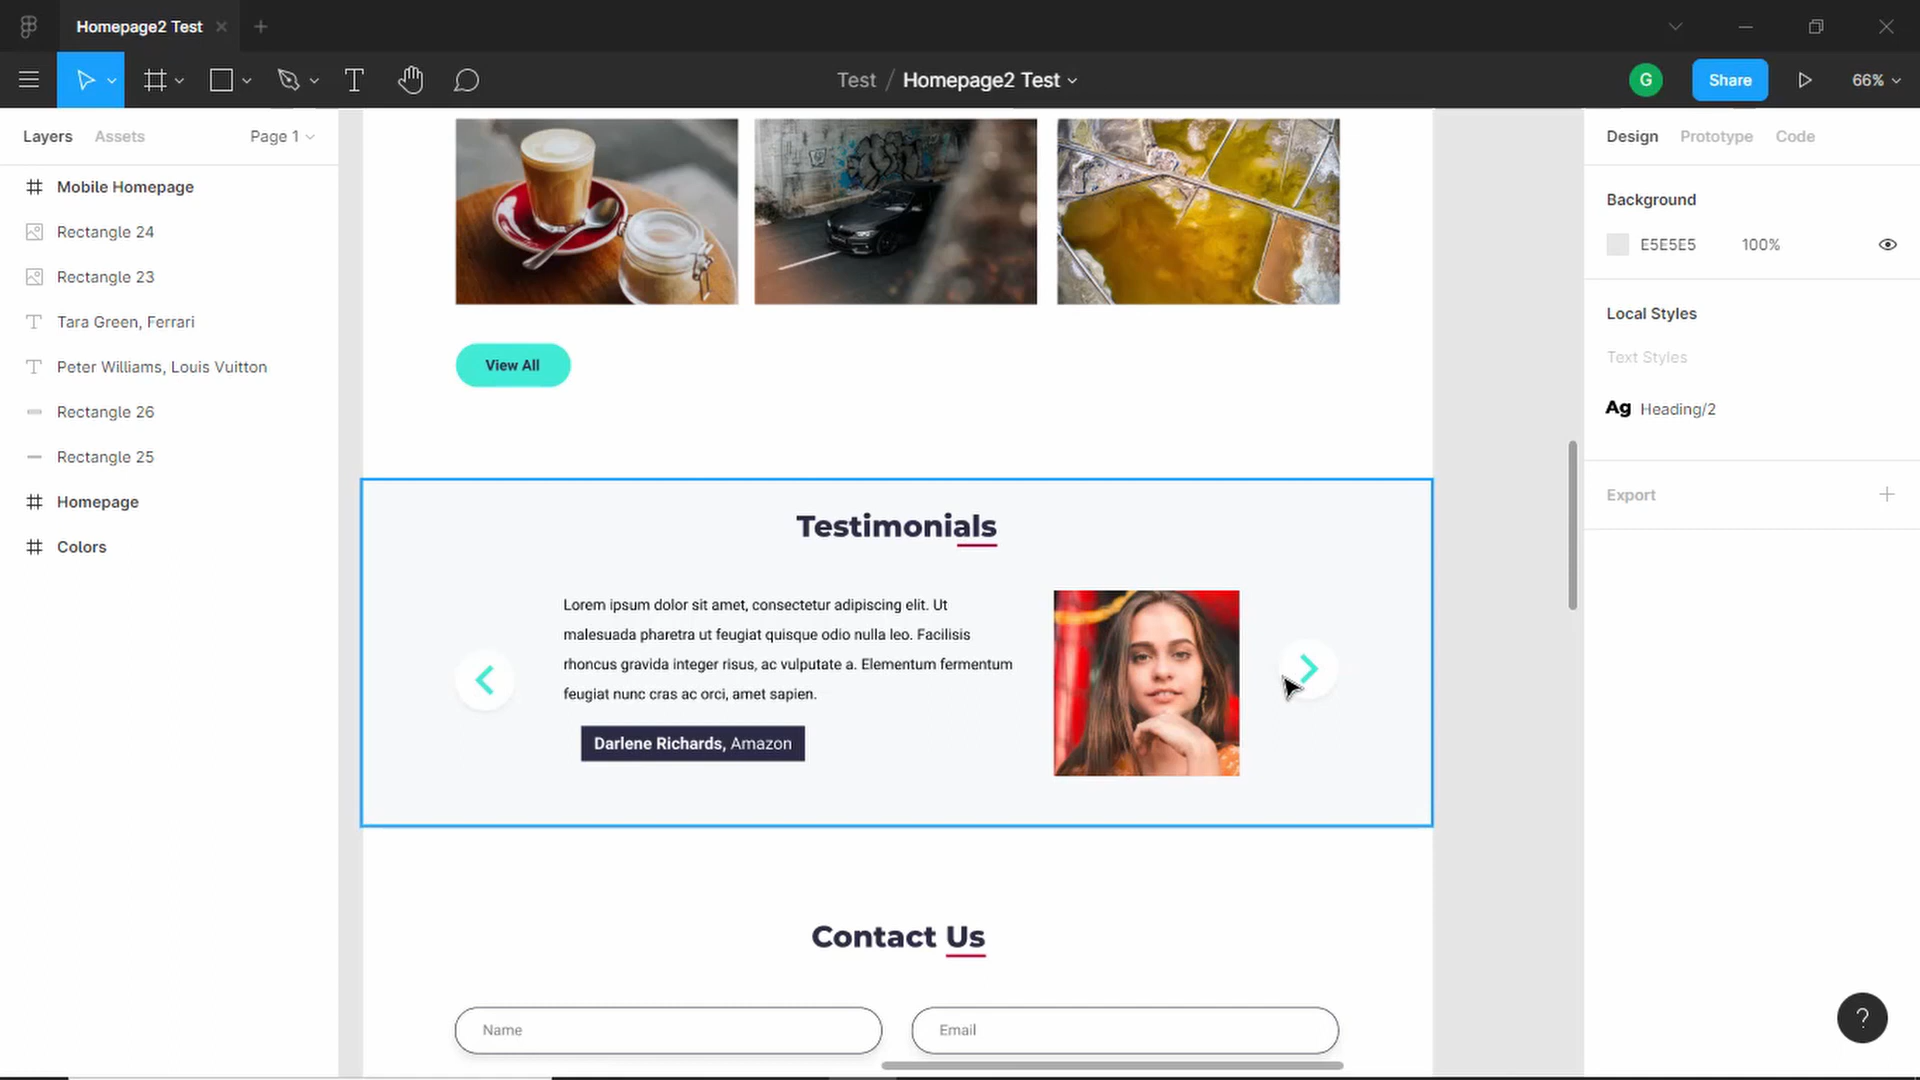 Homepage2 Test
Test / Homepage2 Test
G
Share
66%
Layers
Assets
Page 1
Mobile Homepage
Rectangle 24
Rectangle 23
Tara Green, Ferrari
Peter Williams, Louis Vuitton
Rectangle 26
Rectangle 25
Homepage
Colors
View All
Testimonials
Lorem ipsum dolor sit amet, consectetur adipiscing elit. Ut
malesuada pharetra ut feugiat quisque odio nulla leo. Facilisis
rhoncus gravida integer risus, ac vulputate a. Elementum fermentum
feugiat nunc cras ac orci, amet sapien.
Darlene Richards, Amazon
Contact Us
Name
Email
Design
Prototype
Code
Background
E5E5E5
100%
Local Styles
Text Styles
Ag Heading/2
Export
?